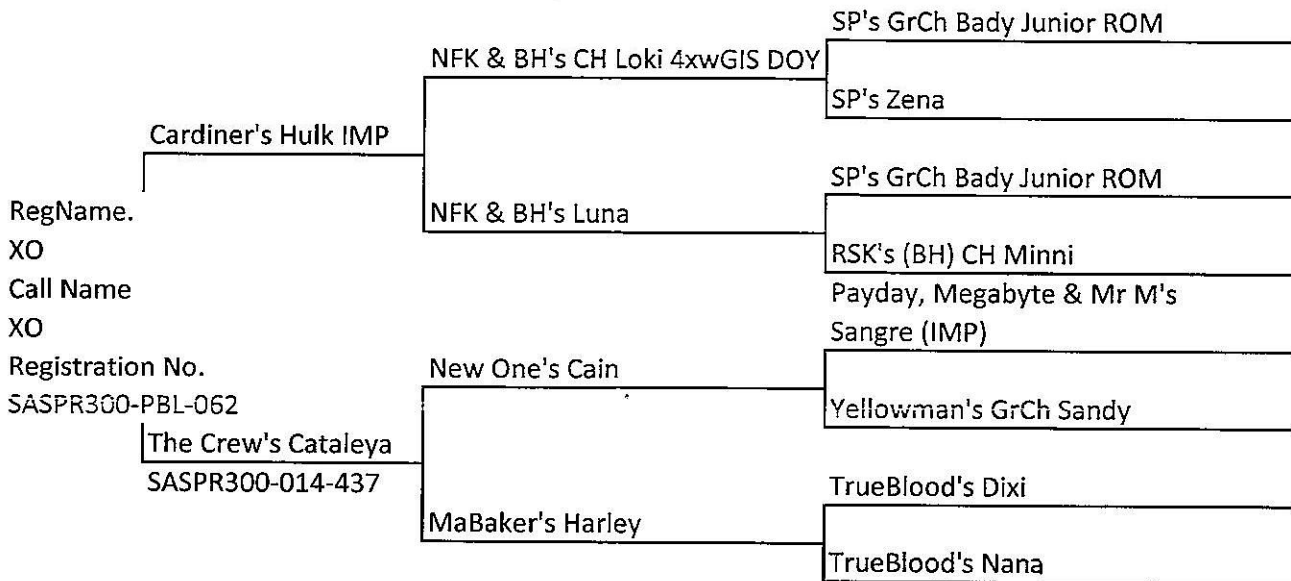 SP's GrCh Bady Junior ROM
NFK & BH's CH Loki 4xwGIS DOY
SP's Zena
Cardiner's Hulk IMP
SP's GrCh Bady Junior ROM
RegName.
NFK & BH's Luna
XO
RSK's (BH) CH Minni
Call Name
Payday, Megabyte & Mr M's
XO
Sangre (IMP)
Registration No.
New One's Cain
SASPR300-PBL-062
Yellowman's GrCh Sandy
The Crew's Cataleya
SASPR300-014-437
TrueBlood's Dixi
MaBaker's Harley
TrueBlood's Nana